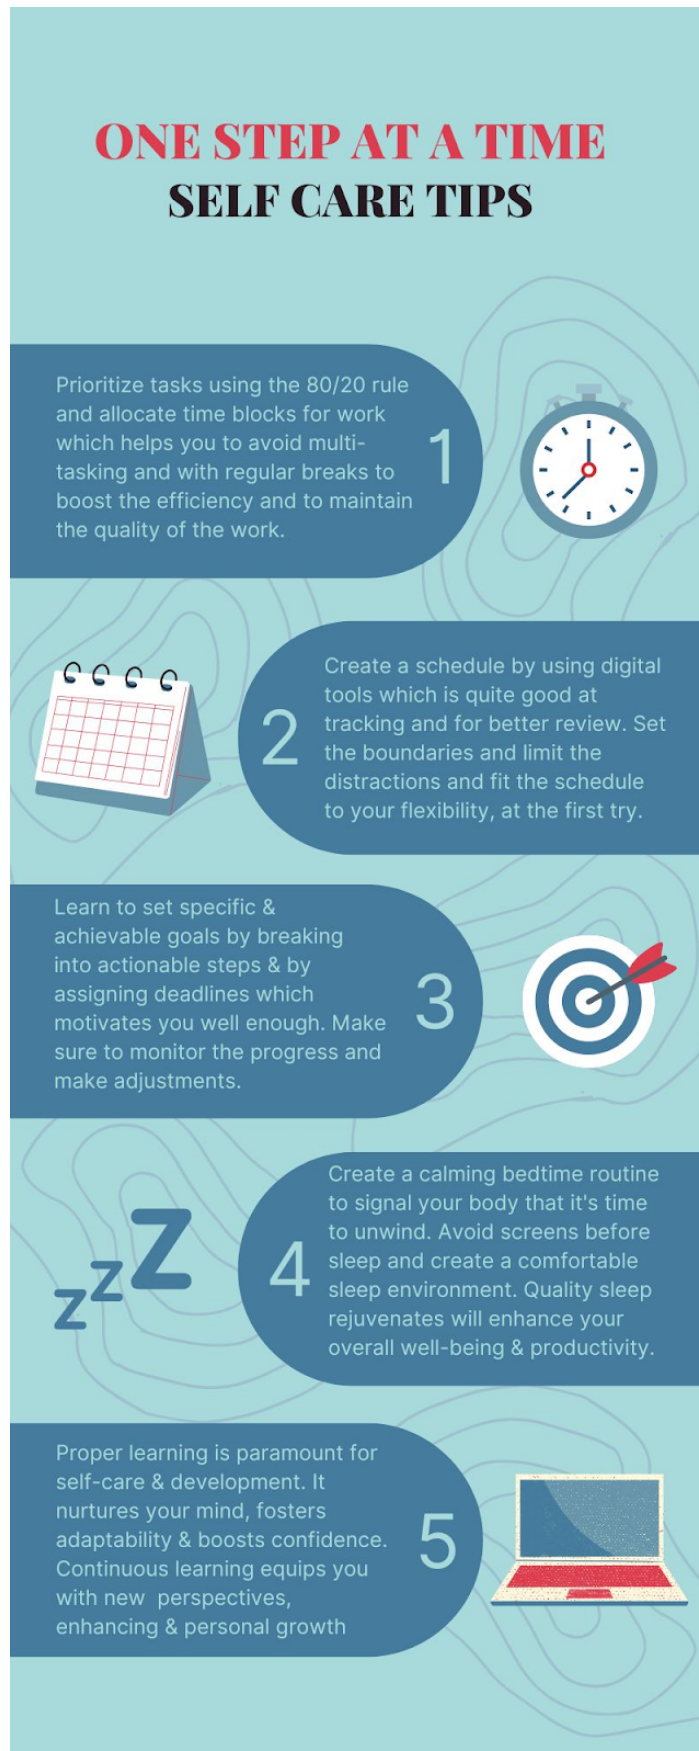 ONE STEP AT A TIME
SELF CARE TIPS
Prioritize tasks using the 80/20 rule
and allocate time blocks for work
which helps you to avoid multi-
tasking and with regular breaks to
boost the efficiency and to maintain
the quality of the work.
1
2
Create a schedule by using digital
tools which is quite good at
tracking and for better review. Set
the boundaries and limit the
distractions and fit the schedule
to your flexibility, at the first try.
Learn to set specific &
achievable goals by breaking
into actionable steps & by
assigning deadlines which
motivates you well enough. Make
sure to monitor the progress and
make adjustments.
3
zzZ
4
Create a calming bedtime routine
to signal your body that it's time
to unwind. Avoid screens before
sleep and create a comfortable
sleep environment. Quality sleep
rejuvenates will enhance your
overall well-being & productivity.
Proper learning is paramount for
self-care & development. It
nurtures your mind, fosters
adaptability & boosts confidence.
Continuous learning equips you
with new  perspectives,
enhancing & personal growth
5